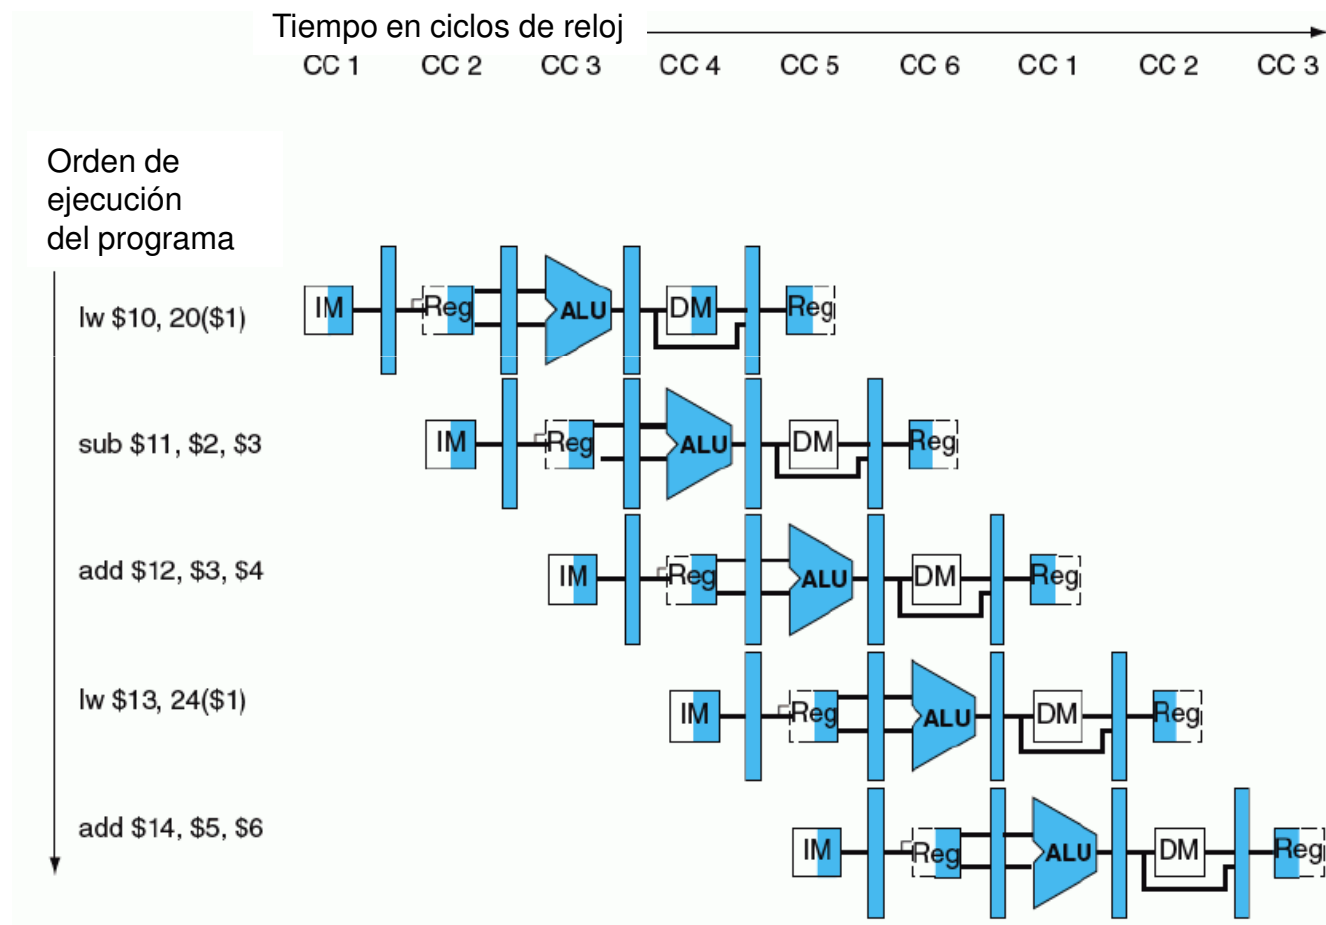 Tiempo en ciclos de reloj
CC 1 CC 2 CC 3 CC 4 CC 5 CC 6 CC 1 CC 2 CC 3
Orden de
ejecución
del programa
lw $10, 20($1)
IM Reg ALU DM Reg
sub $11, $2, $3
IM Reg ALU DM Reg
add $12, $3, $4
IM Reg ALU DM Reg
lw $13, 24($1)
IM Reg ALU DM Reg
add $14, $5, $6
IM Reg ALU DM Reg